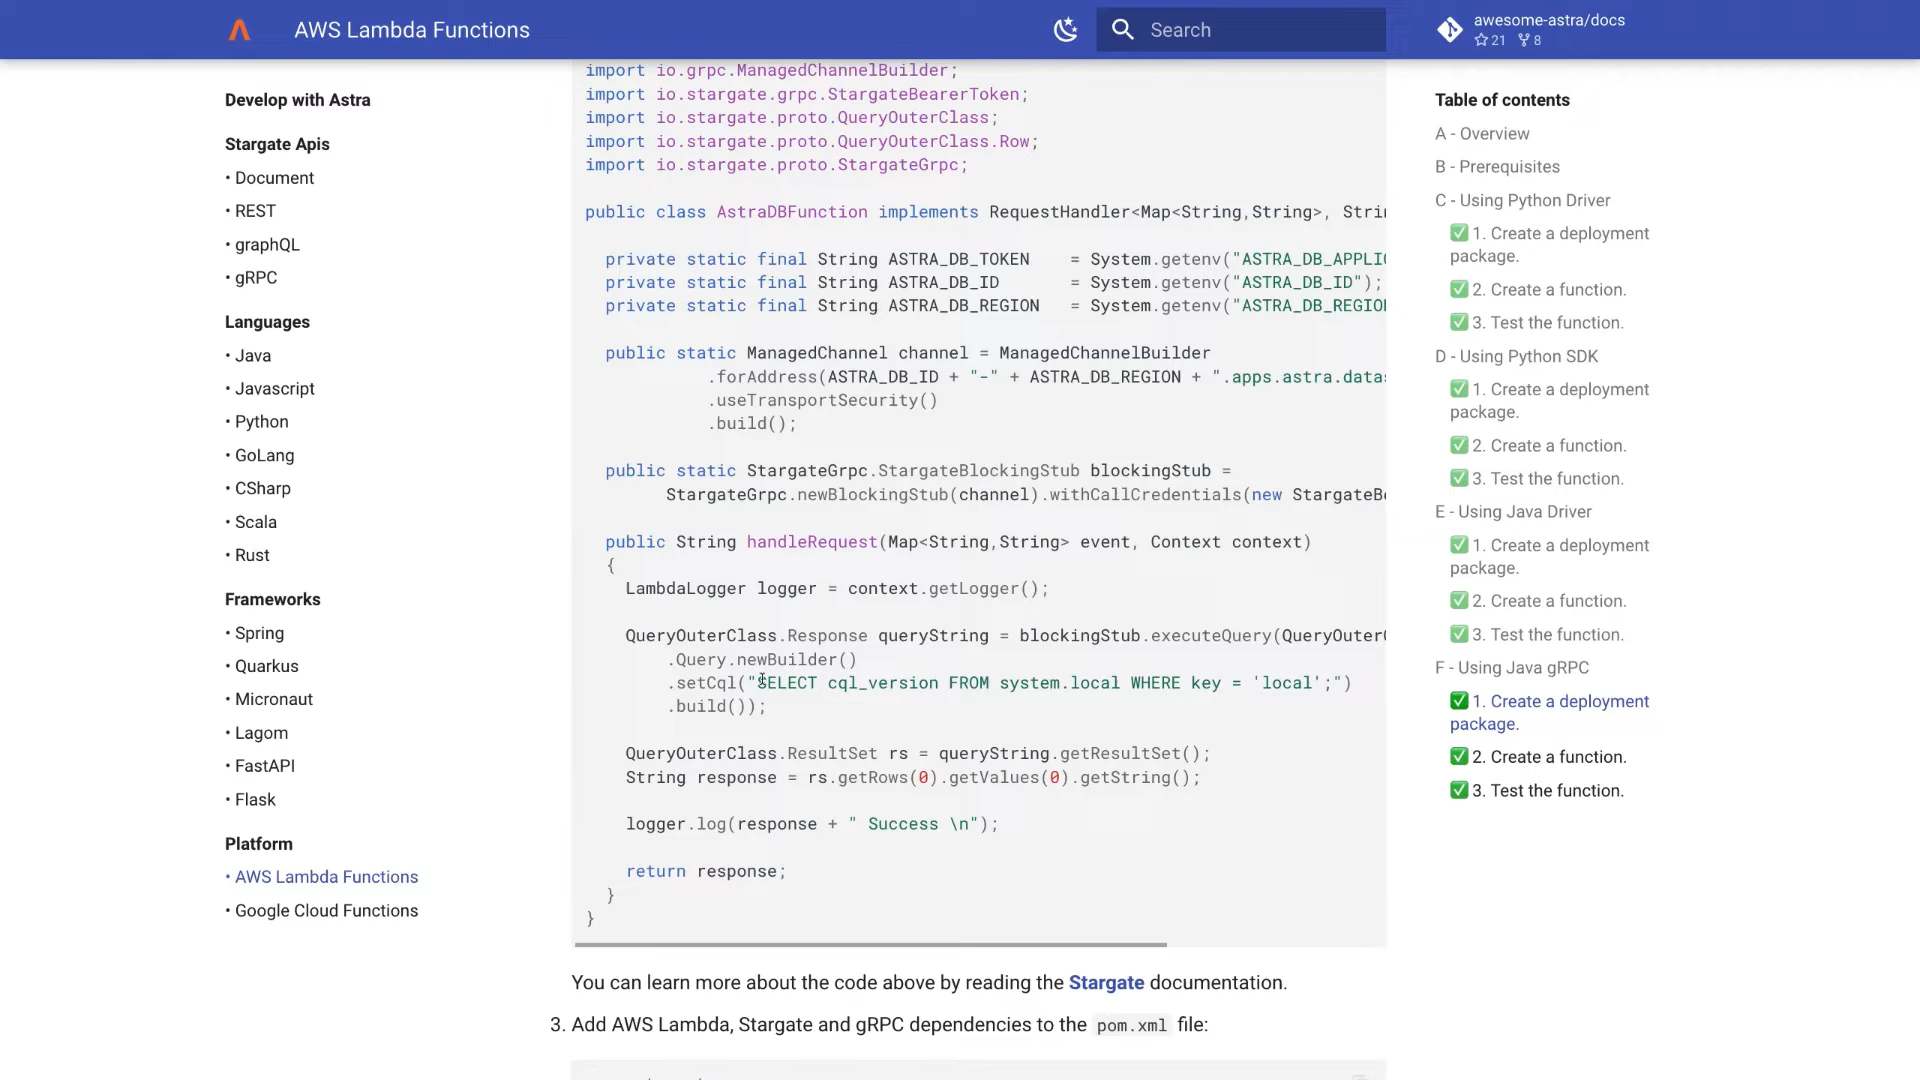 AWS Lambda Functions
Search
awesome-astra/docs
21 8
Develop with Astra
Stargate Apis
• Document
• REST
• graphQL
• gRPC
Languages
• Java
• Javascript
• Python
• GoLang
• CSharp
• Scala
• Rust
Frameworks
• Spring
• Quarkus
• Micronaut
• Lagom
• FastAPI
• Flask
Platform
• AWS Lambda Functions
• Google Cloud Functions
import io.grpc.ManagedChannelBuilder;
import io.stargate.grpc.StargateBearerToken;
import io.stargate.proto.QueryOuterClass;
import io.stargate.proto.QueryOuterClass.Row;
import io.stargate.proto.StargateGrpc;
public class AstraDBFunction implements RequestHandler<Map<String,String>, Strin
private static final String ASTRA_DB_TOKEN = System.getenv("ASTRA_DB_APPLIC
private static final String ASTRA_DB_ID = System.getenv("ASTRA_DB_ID");
private static final String ASTRA_DB_REGION = System.getenv("ASTRA_DB_REGION
public static ManagedChannel channel = ManagedChannelBuilder
.forAddress(ASTRA_DB_ID + "-" + ASTRA_DB_REGION + ".apps.astra.datas
.useTransportSecurity()
.build();
public static StargateGrpc.StargateBlockingStub blockingStub =
StargateGrpc.newBlockingStub(channel).withCallCredentials(new StargateBe
public String handleRequest(Map<String,String> event, Context context)
{
LambdaLogger logger = context.getLogger();
QueryOuterClass.Response queryString = blockingStub.executeQuery(QueryOuterC
.Query.newBuilder()
.setCql("SELECT cql_version FROM system.local WHERE key = 'local';")
.build());
QueryOuterClass.ResultSet rs = queryString.getResultSet();
String response = rs.getRows(0).getValues(0).getString();
logger.log(response + " Success \n");
return response;
}
}
You can learn more about the code above by reading the Stargate documentation.
3. Add AWS Lambda, Stargate and gRPC dependencies to the pom.xml file:
Table of contents
A - Overview
B - Prerequisites
C - Using Python Driver
✅ 1. Create a deployment
package.
✅ 2. Create a function.
✅ 3. Test the function.
D - Using Python SDK
✅ 1. Create a deployment
package.
✅ 2. Create a function.
✅ 3. Test the function.
E - Using Java Driver
✅ 1. Create a deployment
package.
✅ 2. Create a function.
✅ 3. Test the function.
F - Using Java gRPC
✅ 1. Create a deployment
package.
✅ 2. Create a function.
✅ 3. Test the function.